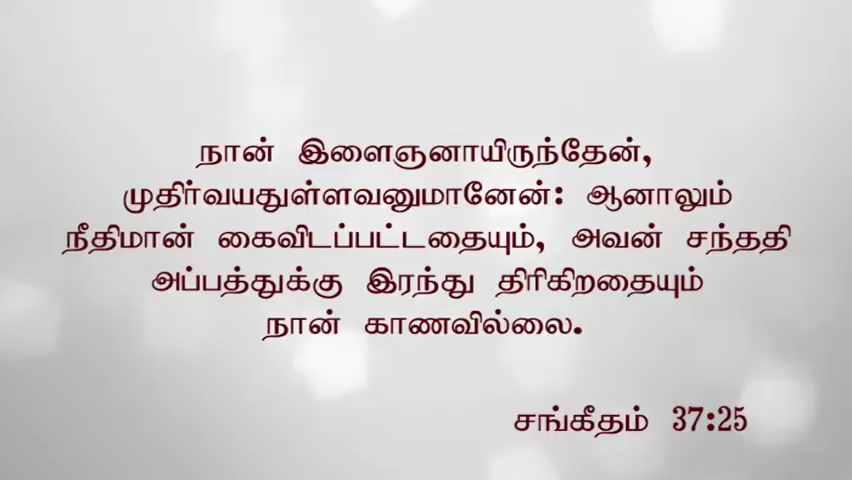 நான் இளைஞனாயிருந்தேன்,
முதிர்வயதுள்ளவனுமானேன்: ஆனாலும்
நீதிமான் கைவிடப்பட்டதையும், அவன் சந்ததி
அப்பத்துக்கு இரந்து திரிகிறதையும்
நான் காணவில்லை.
சங்கீதம் 37:25